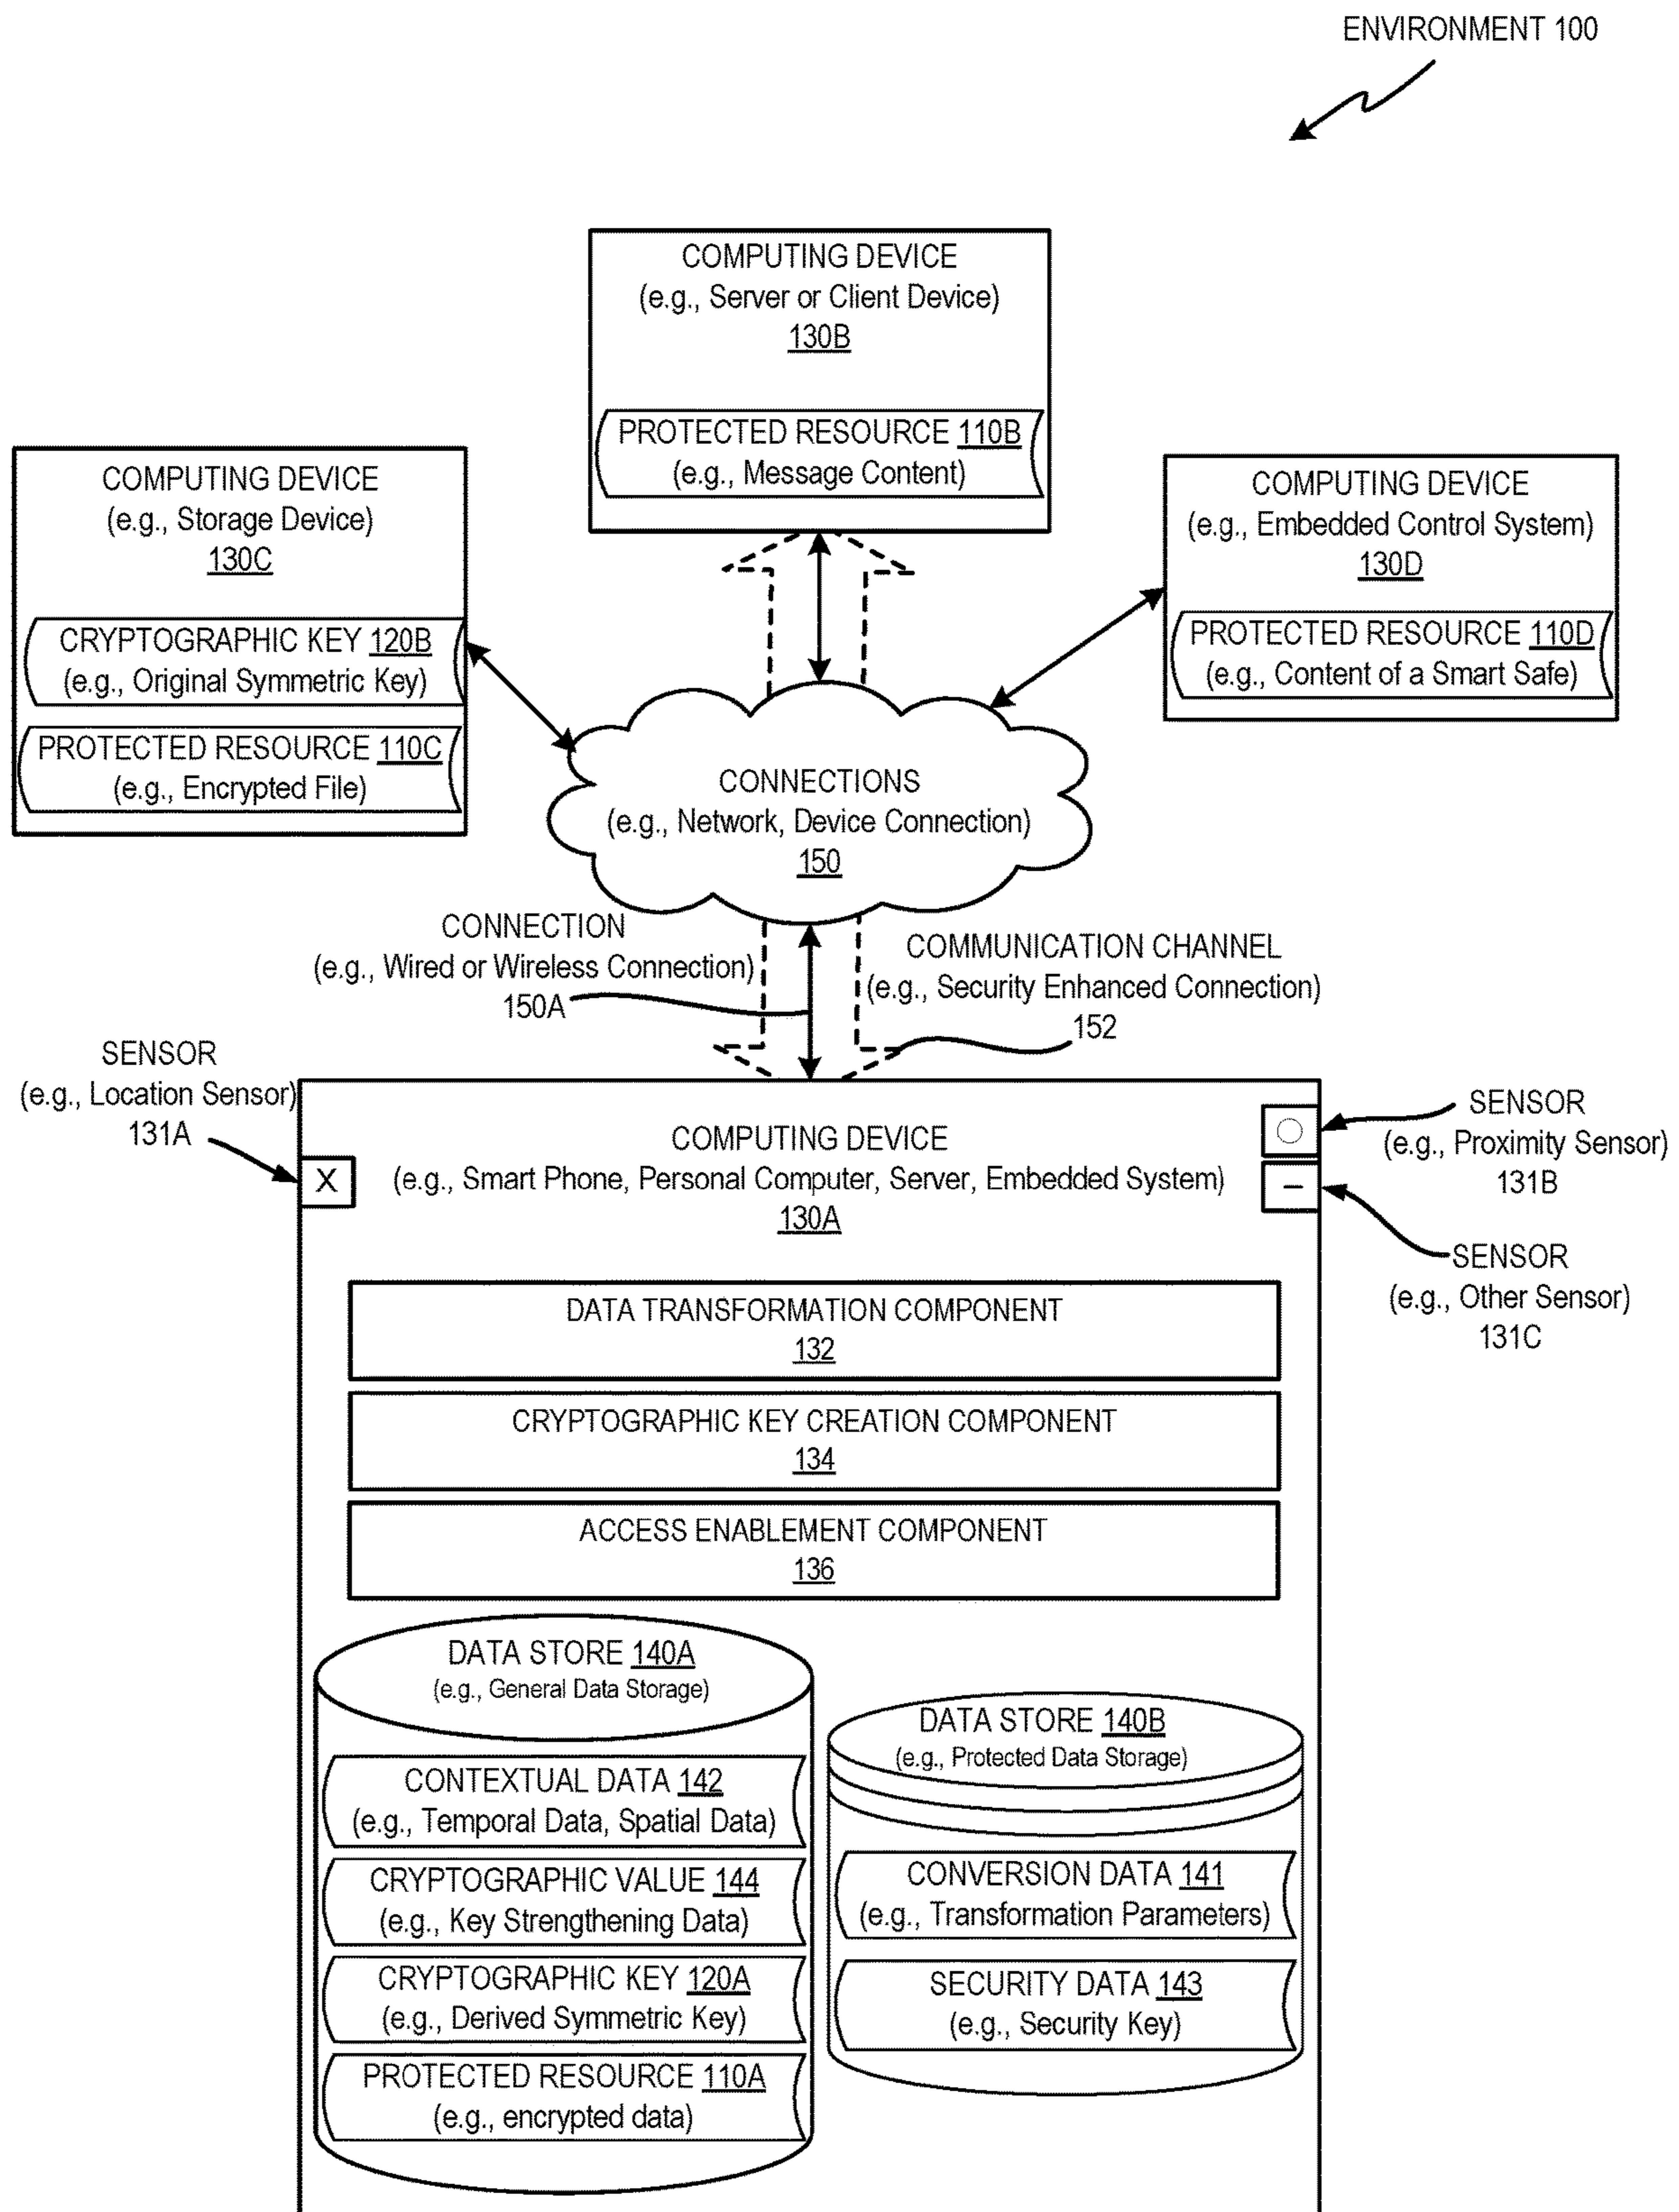 ENVIRONMENT 100
COMPUTING DEVICE
(e.g., Server or Client Device)
130B
PROTECTED RESOURCE 110B
(e.g., Message Content)
COMPUTING DEVICE
(e.g., Storage Device)
130C
CRYPTOGRAPHIC KEY 120B
(e.g., Original Symmetric Key)
PROTECTED RESOURCE 110C
(e.g., Encrypted File)
COMPUTING DEVICE
(e.g., Embedded Control System)
130D
PROTECTED RESOURCE 110D
(e.g., Content of a Smart Safe)
CONNECTIONS
(e.g., Network, Device Connection)
150
CONNECTION
(e.g., Wired or Wireless Connection)
150A
COMMUNICATION CHANNEL
(e.g., Security Enhanced Connection)
152
SENSOR
(e.g., Location Sensor)
131A
X
COMPUTING DEVICE
(e.g., Smart Phone, Personal Computer, Server, Embedded System)
130A
SENSOR
(e.g., Proximity Sensor)
131B
SENSOR
(e.g., Other Sensor)
131C
DATA TRANSFORMATION COMPONENT
132
CRYPTOGRAPHIC KEY CREATION COMPONENT
134
ACCESS ENABLEMENT COMPONENT
136
DATA STORE 140A
(e.g., General Data Storage)
CONTEXTUAL DATA 142
(e.g., Temporal Data, Spatial Data)
CRYPTOGRAPHIC VALUE 144
(e.g., Key Strengthening Data)
CRYPTOGRAPHIC KEY 120A
(e.g., Derived Symmetric Key)
PROTECTED RESOURCE 110A
(e.g., encrypted data)
DATA STORE 140B
(e.g., Protected Data Storage)
CONVERSION DATA 141
(e.g., Transformation Parameters)
SECURITY DATA 143
(e.g., Security Key)